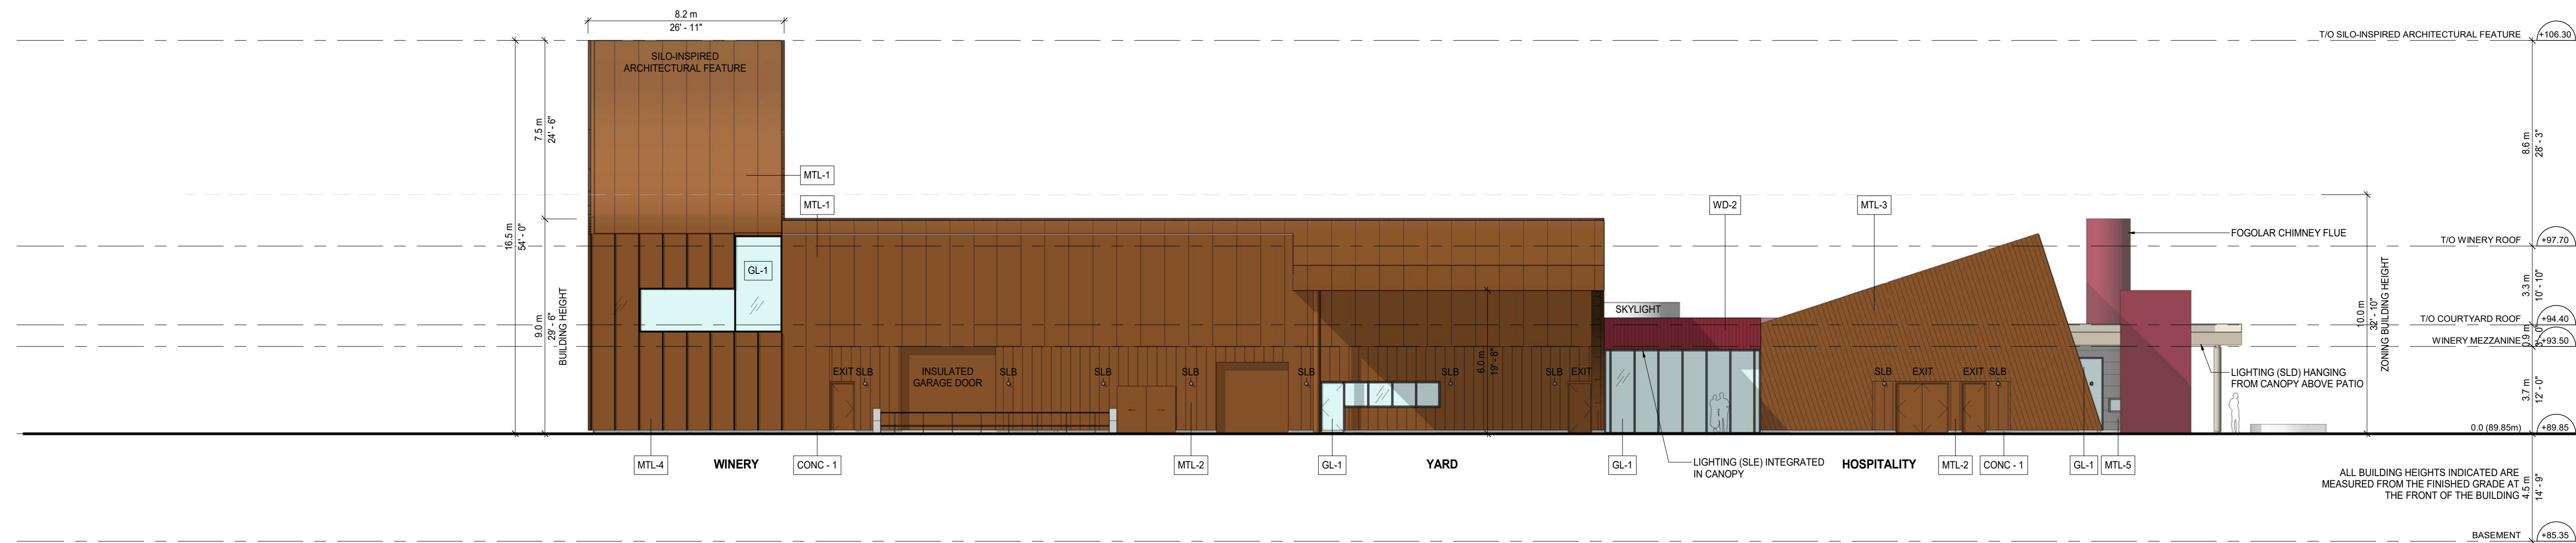 8.2 m
26' - 11"
SILO-INSPIRED
ARCHITECTURAL FEATURE
T/O SILO-INSPIRED ARCHITECTURAL FEATURE
+106.30
7.5 m
24' - 6"
16.5 m
54' - 0"
9.0 m
29' - 6"
BUILDING HEIGHT
MTL-1
MTL-1
GL-1
WD-2
MTL-3
FOGOLAR CHIMNEY FLUE
8.6 m
28' - 3"
T/O WINERY ROOF
+97.70
3.3 m
10' - 10"
10.0 m
32' - 10"
ZONING BUILDING HEIGHT
SKYLIGHT
T/O COURTYARD ROOF
+94.40
0.9 m
3' - 0"
WINERY MEZZANINE
+93.50
6.0 m
19' - 8"
EXIT
SLB
INSULATED
GARAGE DOOR
SLB
SLB
SLB
SLB
SLB
SLB
EXIT
SLB
EXIT
EXIT
SLB
LIGHTING (SLD) HANGING
FROM CANOPY ABOVE PATIO
3.7 m
12' - 0"
0.0 (89.85m)
+89.85
MTL-4
WINERY
CONC - 1
MTL-2
GL-1
YARD
GL-1
LIGHTING (SLE) INTEGRATED
IN CANOPY
HOSPITALITY
MTL-2
CONC - 1
GL-1
MTL-5
ALL BUILDING HEIGHTS INDICATED ARE
MEASURED FROM THE FINISHED GRADE AT
THE FRONT OF THE BUILDING
4.5 m
14' - 9"
BASEMENT
+85.35